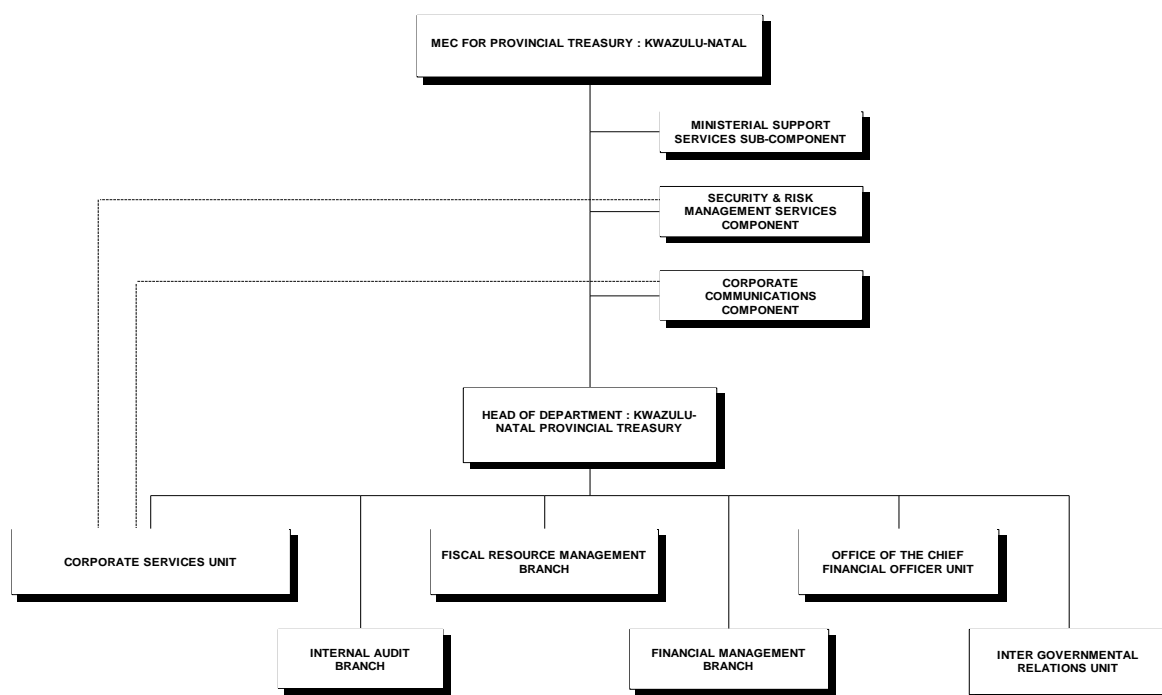 MEC FOR PROVINCIAL TREASURY : KWAZULU-NATAL
MINISTERIAL SUPPORT
SERVICES SUB-COMPONENT
SECURITY & RISK
MANAGEMENT SERVICES
COMPONENT
CORPORATE
COMMUNICATIONS
COMPONENT
HEAD OF DEPARTMENT : KWAZULU-
NATAL PROVINCIAL TREASURY
CORPORATE SERVICES UNIT
FISCAL RESOURCE MANAGEMENT
BRANCH
OFFICE OF THE CHIEF
FINANCIAL OFFICER UNIT
INTERNAL AUDIT
BRANCH
FINANCIAL MANAGEMENT
BRANCH
INTER GOVERNMENTAL
RELATIONS UNIT